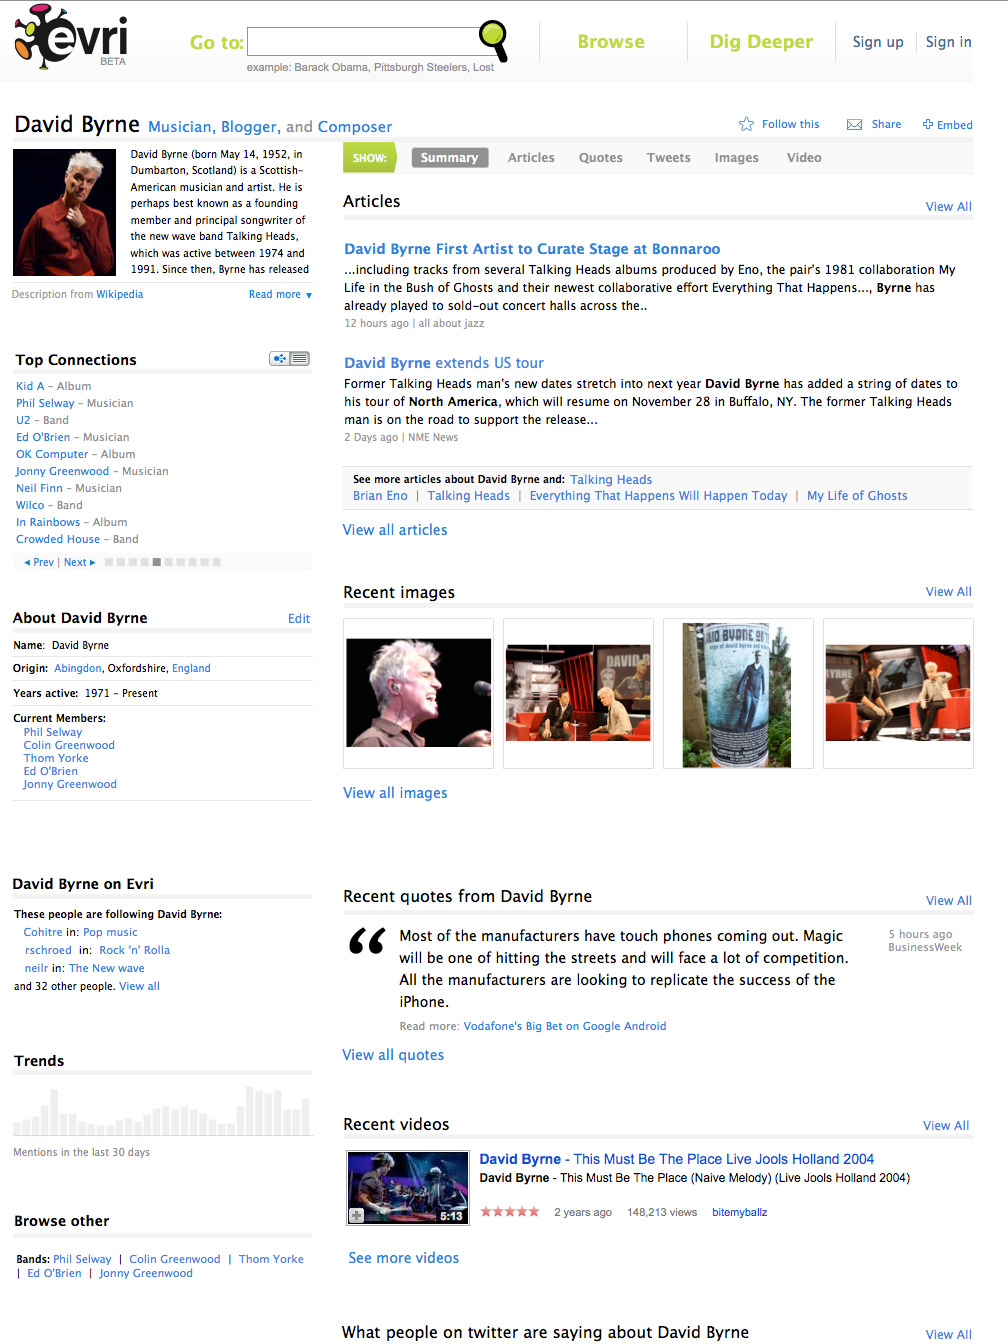 evri
BETA
Go to:
example: Barack Obama, Pittsburgh Steelers, Lost
Browse
Dig Deeper
Sign up
Sign in
David Byrne Musician, Blogger, and Composer
Follow this
Share
Embed
David Byrne (born May 14, 1952, in
Dumbarton, Scotland) is a Scottish-
American musician and artist. He is
perhaps best known as a founding
member and principal songwriter of
the new wave band Talking Heads,
which was active between 1974 and
1991. Since then, Byrne has released
Description from Wikipedia
Read more
SHOW:
Summary
Articles
Quotes
Tweets
Images
Video
Articles
View All
David Byrne First Artist to Curate Stage at Bonnaroo
...including tracks from several Talking Heads albums produced by Eno, the pair's 1981 collaboration My
Life in the Bush of Ghosts and their newest collaborative effort Everything That Happens..., Byrne has
already played to sold-out concert halls across the..
12 hours ago | all about jazz
David Byrne extends US tour
Former Talking Heads man's new dates stretch into next year David Byrne has added a string of dates to
his tour of North America, which will resume on November 28 in Buffalo, NY. The former Talking Heads
man is on the road to support the release...
2 Days ago | NME News
See more articles about David Byrne and: Talking Heads
Brian Eno | Talking Heads | Everything That Happens Will Happen Today | My Life of Ghosts
View all articles
Top Connections
Kid A – Album
Phil Selway – Musician
U2 – Band
Ed O'Brien – Musician
OK Computer – Album
Jonny Greenwood – Musician
Neil Finn – Musician
Wilco – Band
In Rainbows – Album
Crowded House – Band
Prev | Next
About David Byrne
Edit
Name: David Byrne
Origin: Abingdon, Oxfordshire, England
Years active: 1971 – Present
Current Members:
Phil Selway
Colin Greenwood
Thom Yorke
Ed O'Brien
Jonny Greenwood
Recent images
View All
DAVID B
View all images
David Byrne on Evri
These people are following David Byrne:
Cohitre in: Pop music
rschroed in: Rock 'n' Rolla
neilr in: The New wave
and 32 other people. View all
Recent quotes from David Byrne
View All
“
Most of the manufacturers have touch phones coming out. Magic
will be one of hitting the streets and will face a lot of competition.
All the manufacturers are looking to replicate the success of the
iPhone.
5 hours ago
BusinessWeek
Read more: Vodafone's Big Bet on Google Android
View all quotes
Trends
Mentions in the last 30 days
Recent videos
View All
5:13
David Byrne - This Must Be The Place Live Jools Holland 2004
David Byrne - This Must Be The Place (Naive Melody) (Live Jools Holland 2004)
2 years ago
148,213 views
bitemyballz
See more videos
Browse other
Bands: Phil Selway | Colin Greenwood | Thom Yorke
| Ed O'Brien | Jonny Greenwood
What people on twitter are saying about David Byrne
View All